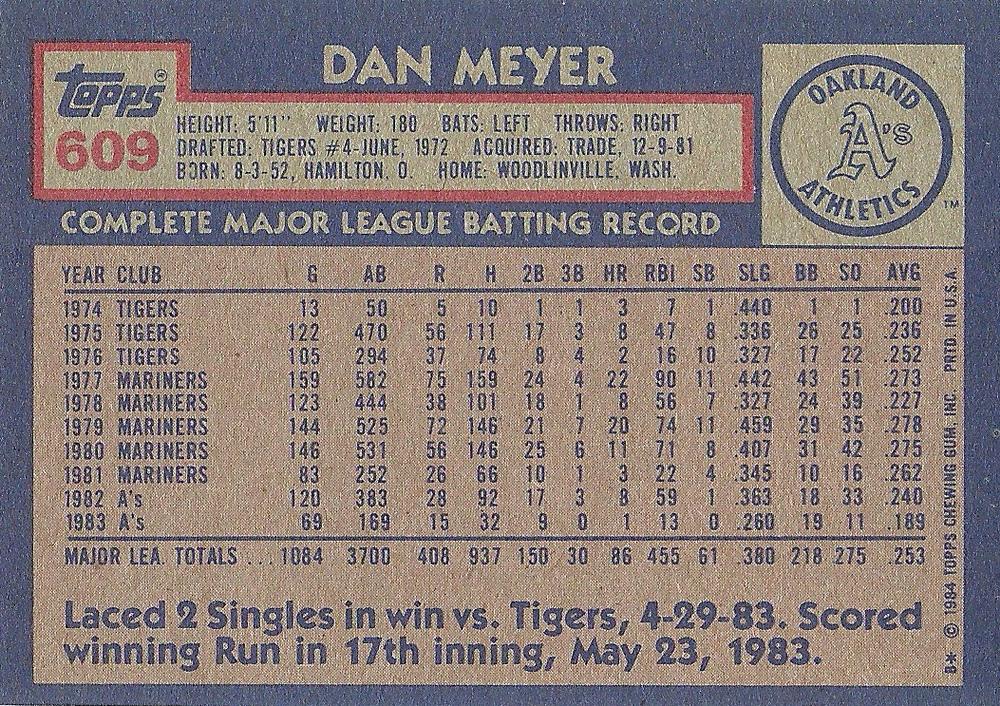 DAN MEYER
Topps®
609
HEIGHT: 5'11" WEIGHT: 180 BATS: LEFT THROWS: RIGHT
DRAFTED: TIGERS #4-JUNE, 1972 ACQUIRED: TRADE, 12-9-81
BORN: 8-3-52, HAMILTON, O. HOME: WOODLINVILLE, WASH.
OAKLAND
A's
ATHLETICS
TM
COMPLETE MAJOR LEAGUE BATTING RECORD
YEAR CLUB G AB R H 2B 3B HR RBI SB SLG BB SO AVG
1974 TIGERS 13 50 5 10 1 1 3 7 1 .440 1 1 .200
1975 TIGERS 122 470 56 111 17 3 8 47 8 .336 26 25 .236
1976 TIGERS 105 294 37 74 8 4 2 16 10 .327 17 22 .252
1977 MARINERS 159 582 75 159 24 4 22 90 11 .442 43 51 .273
1978 MARINERS 123 444 38 101 18 1 8 56 7 .327 24 39 .227
1979 MARINERS 144 525 72 146 21 7 20 74 11 .459 29 35 .278
1980 MARINERS 146 531 56 146 25 6 11 71 8 .407 31 42 .275
1981 MARINERS 83 252 26 66 10 1 3 22 4 .345 10 16 .262
1982 A's 120 383 28 92 17 3 8 59 1 .363 18 33 .240
1983 A's 69 169 15 32 9 0 1 13 0 .260 19 11 .189
MAJOR LEA. TOTALS ... 1084 3700 408 937 150 30 86 455 61 .380 218 275 .253
Laced 2 Singles in win vs. Tigers, 4-29-83. Scored
winning Run in 17th inning, May 23, 1983.
B* © 1984 TOPPS CHEWING GUM, INC. PRTD. IN U.S.A.